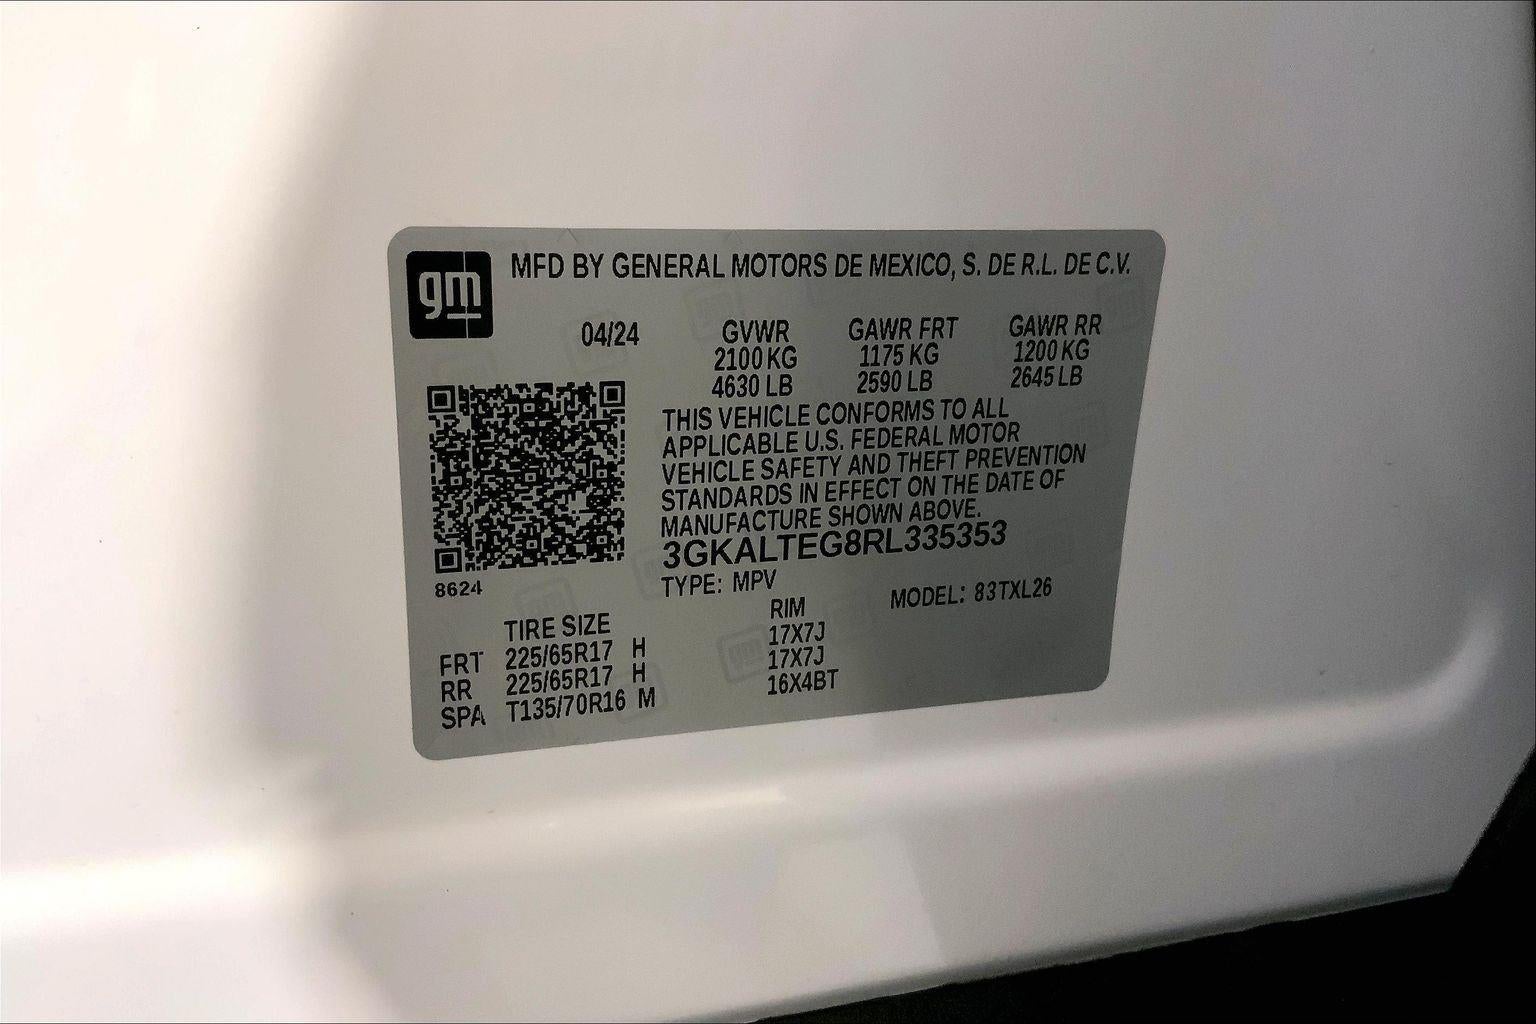 gm
MFD BY GENERAL MOTORS DE MEXICO, S. DE R.L. DE C.V.
04/24 GVWR GAWR FRT GAWR RR
2100 KG 1175 KG 1200 KG
4630 LB 2590 LB 2645 LB
THIS VEHICLE CONFORMS TO ALL
APPLICABLE U.S. FEDERAL MOTOR
VEHICLE SAFETY AND THEFT PREVENTION
STANDARDS IN EFFECT ON THE DATE OF
MANUFACTURE SHOWN ABOVE.
3GKALTEG8RL335353
8624
TYPE: MPV MODEL: 83TXL26
TIRE SIZE RIM
FRT 225/65R17 H 17X7J
RR 225/65R17 H 17X7J
SPA T135/70R16 M 16X4BT